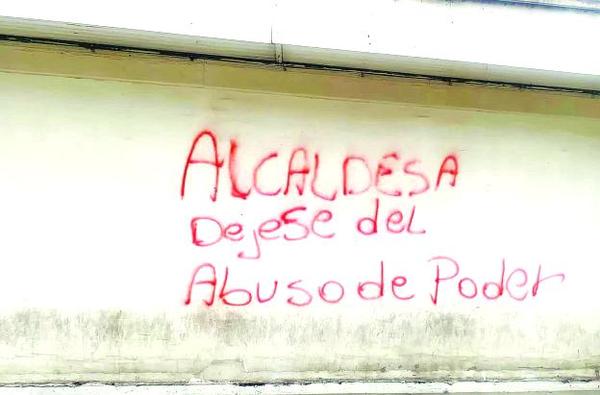 ALCALDESA
Dejese del
Abuso de Poder